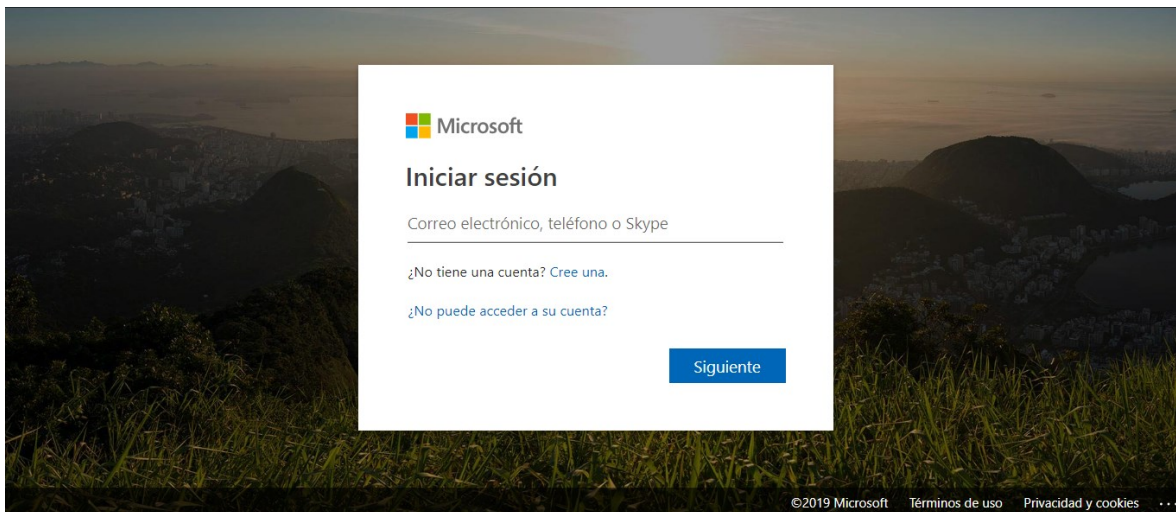 Microsoft
Iniciar sesión
Correo electrónico, teléfono o Skype
¿No tiene una cuenta? Cree una.
¿No puede acceder a su cuenta?
Siguiente
©2019 Microsoft Términos de uso Privacidad y cookies ...